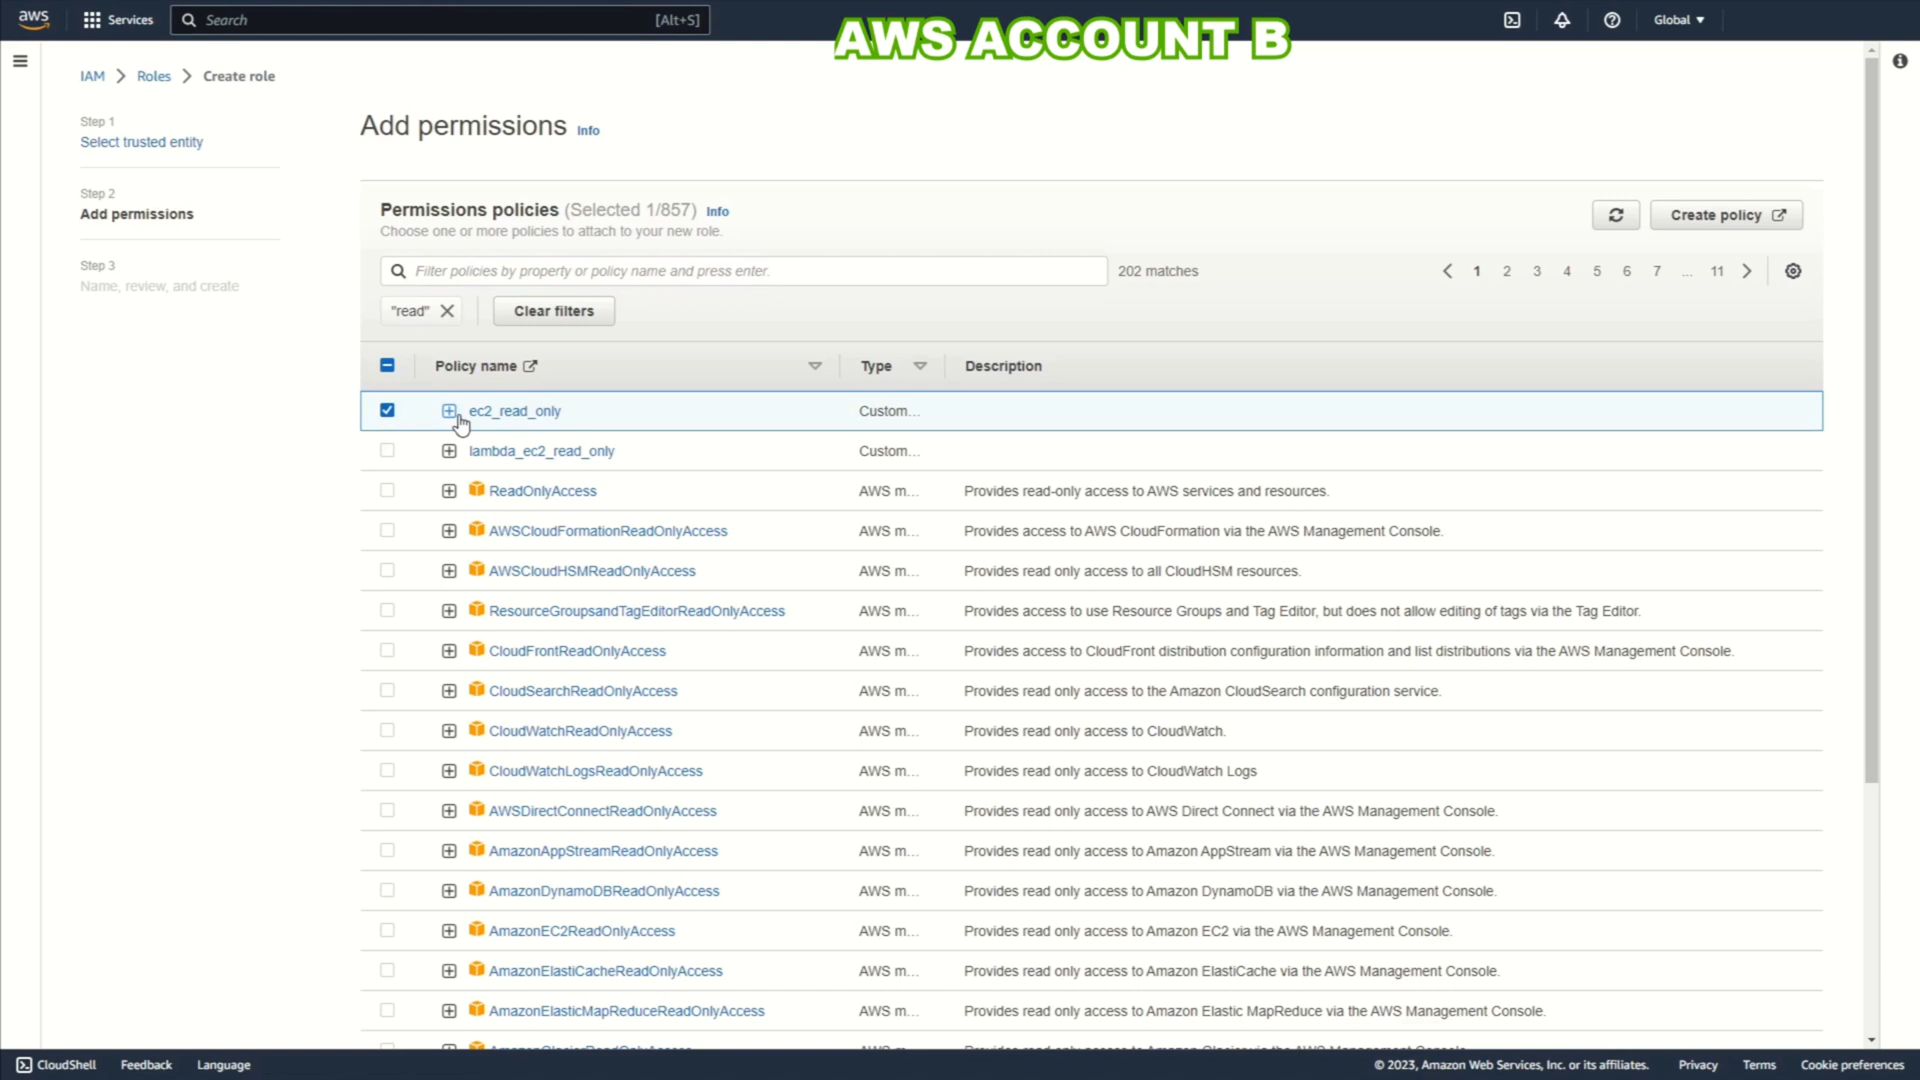 aws
Services
Search
[Alt+S]
AWS ACCOUNT B
Global
IAM
Roles
Create role
Step 1
Select trusted entity
Step 2
Add permissions
Step 3
Name, review, and create
Add permissions Info
Permissions policies (Selected 1/857) Info
Choose one or more policies to attach to your new role.
Create policy
Filter policies by property or policy name and press enter.
202 matches
1 2 3 4 5 6 7 ... 11
"read"
Clear filters
Policy name Type Description
ec2_read_only Custom...
lambda_ec2_read_only Custom...
ReadOnlyAccess AWS m... Provides read-only access to AWS services and resources.
AWSCloudFormationReadOnlyAccess AWS m... Provides access to AWS CloudFormation via the AWS Management Console.
AWSCloudHSMReadOnlyAccess AWS m... Provides read only access to all CloudHSM resources.
ResourceGroupsandTagEditorReadOnlyAccess AWS m... Provides access to use Resource Groups and Tag Editor, but does not allow editing of tags via the Tag Editor.
CloudFrontReadOnlyAccess AWS m... Provides access to CloudFront distribution configuration information and list distributions via the AWS Management Console.
CloudSearchReadOnlyAccess AWS m... Provides read only access to the Amazon CloudSearch configuration service.
CloudWatchReadOnlyAccess AWS m... Provides read only access to CloudWatch.
CloudWatchLogsReadOnlyAccess AWS m... Provides read only access to CloudWatch Logs
AWSDirectConnectReadOnlyAccess AWS m... Provides read only access to AWS Direct Connect via the AWS Management Console.
AmazonAppStreamReadOnlyAccess AWS m... Provides read only access to Amazon AppStream via the AWS Management Console.
AmazonDynamoDBReadOnlyAccess AWS m... Provides read only access to Amazon DynamoDB via the AWS Management Console.
AmazonEC2ReadOnlyAccess AWS m... Provides read only access to Amazon EC2 via the AWS Management Console.
AmazonElastiCacheReadOnlyAccess AWS m... Provides read only access to Amazon ElastiCache via the AWS Management Console.
AmazonElasticMapReduceReadOnlyAccess AWS m... Provides read only access to Amazon Elastic MapReduce via the AWS Management Console.
CloudShell Feedback Language
© 2023, Amazon Web Services, Inc. or its affiliates. Privacy Terms Cookie preferences